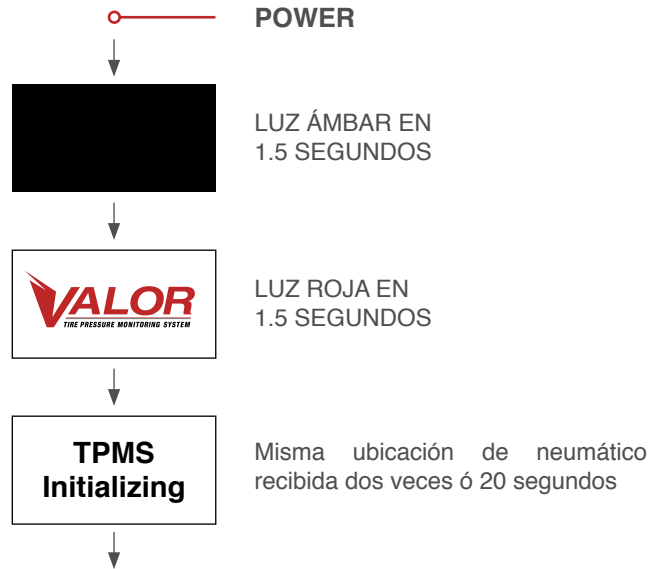 POWER
LUZ ÁMBAR EN
1.5 SEGUNDOS
VALOR
TIRE PRESSURE MONITORING SYSTEM
LUZ ROJA EN
1.5 SEGUNDOS
TPMS
Initializing
Misma ubicación de neumático
recibida dos veces ó 20 segundos